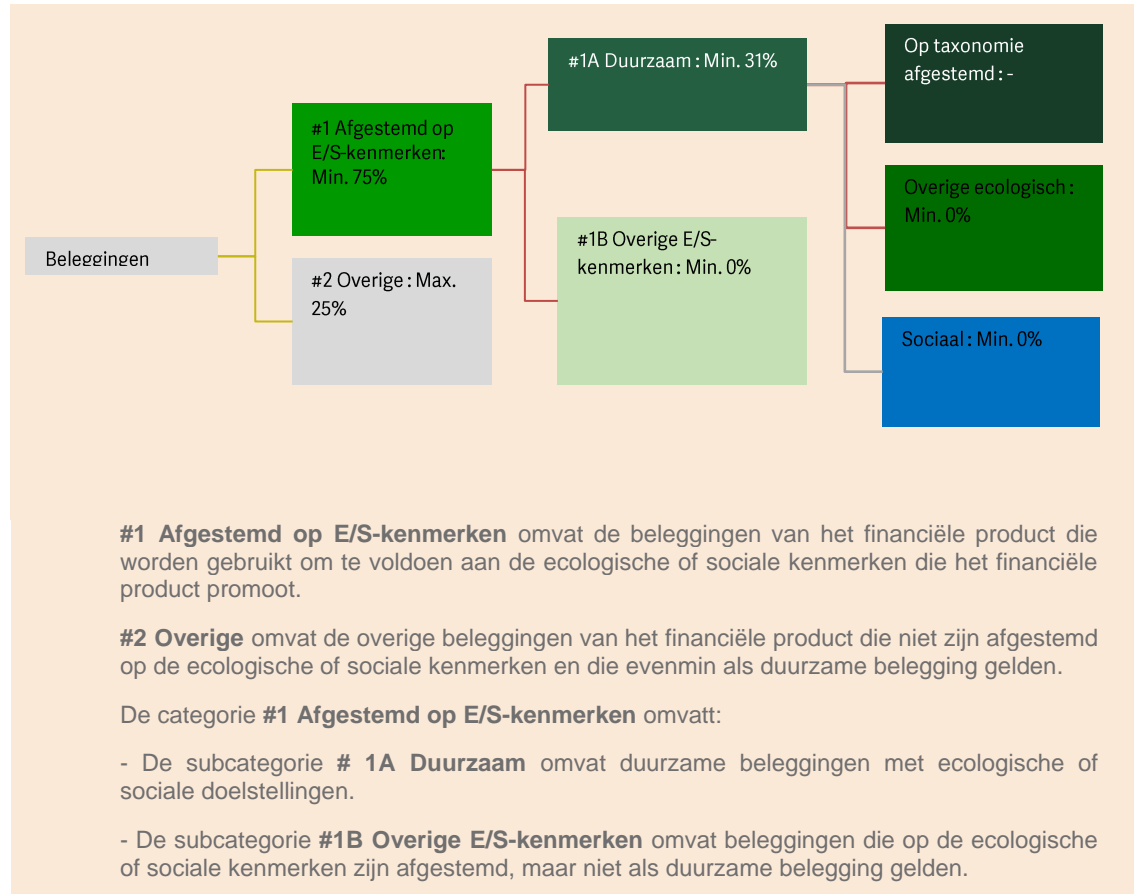 #1A Duurzaam : Min. 31%
Op taxonomie
afgestemd : -
#1 Afgestemd op
E/S-kenmerken:
Min. 75%
Overige ecologisch :
Min. 0%
#1B Overige E/S-
kenmerken : Min. 0%
Beleggingen
#2 Overige : Max.
25%
Sociaal : Min. 0%
#1 Afgestemd op E/S-kenmerken omvat de beleggingen van het financiële product die
worden gebruikt om te voldoen aan de ecologische of sociale kenmerken die het financiële
product promoot.
#2 Overige omvat de overige beleggingen van het financiële product die niet zijn afgestemd
op de ecologische of sociale kenmerken en die evenmin als duurzame belegging gelden.
De categorie #1 Afgestemd op E/S-kenmerken omvatt:
- De subcategorie # 1A Duurzaam omvat duurzame beleggingen met ecologische of
sociale doelstellingen.
- De subcategorie #1B Overige E/S-kenmerken omvat beleggingen die op de ecologische
of sociale kenmerken zijn afgestemd, maar niet als duurzame belegging gelden.